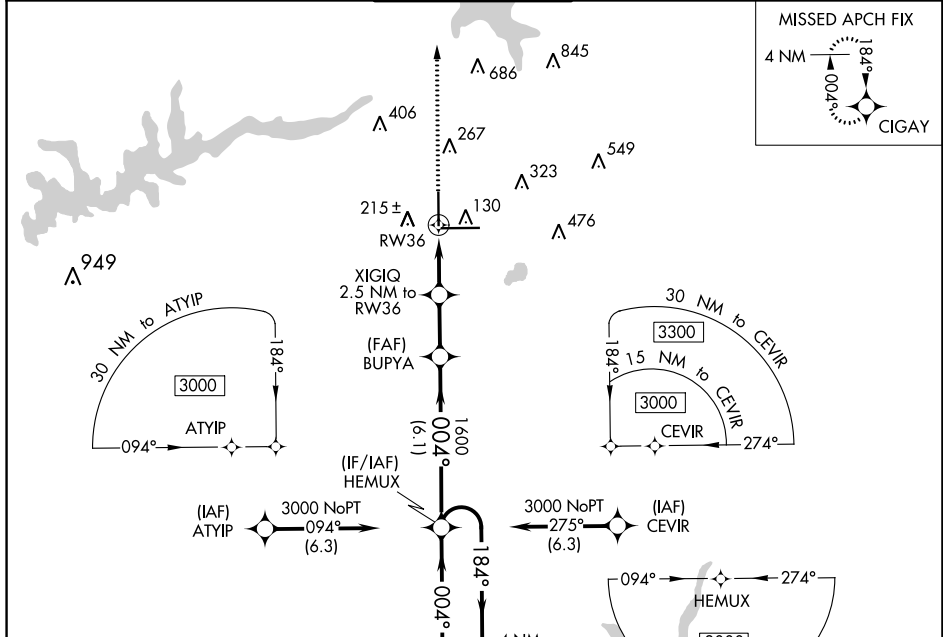 MISSED APCH FIX
4 NM
184°
004°
CIGAY
845
686
406
267
549
323
215±
130
RW36
476
949
XIGIQ
2.5 NM to
RW36
30 NM to ATYIP
184°
3000
ATYIP
094°
(FAF)
BUPYA
30 NM to CEVIR
3300
184°
15 NM to CEVIR
3000
CEVIR
274°
1600
004°
(6.1)
(IF/IAF)
HEMUX
(IAF)
ATYIP
3000 NoPT
094°
(6.3)
3000 NoPT
275°
(6.3)
(IAF)
CEVIR
184°
004°
094°
274°
HEMUX